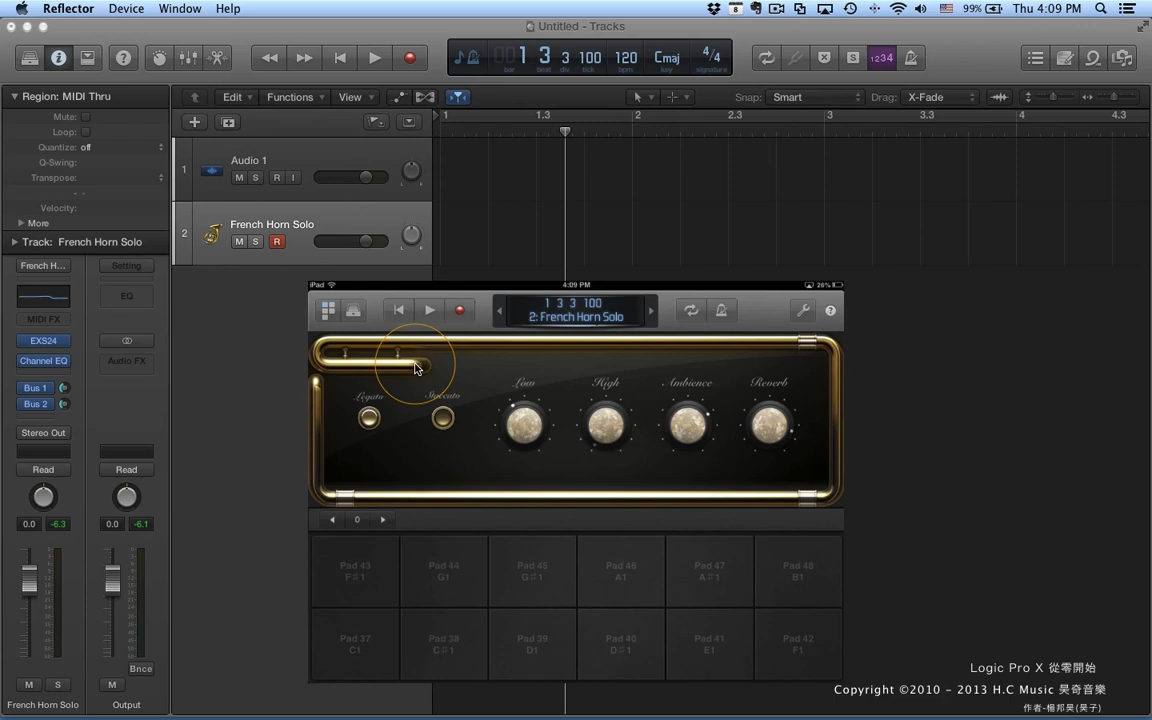 Reflector Device Window Help
8
99%
Thu 4:09 PM
Untitled - Tracks
1 3 3 100
bar beat div tick
120
bpm
Cmaj
key
4/4
signature
S
1234
Region: MIDI Thru
Edit
Functions
View
Snap: Smart
Drag: X-Fade
Mute:
Loop:
Quantize: off
Q-Swing:
Transpose:
Velocity:
More
Track: French Horn Solo
1 1.3 2 2.3 3 3.3 4 4.3
1
Audio 1
M S R I
2
French Horn Solo
M S R
French H...
Setting
EQ
MIDI FX
EXS24
Channel EQ
Audio FX
Bus 1
Bus 2
Stereo Out
Read
Read
0.0 -6.3
0.0 -6.1
Bnce
M S
M
French Horn Solo
Output
iPad
4:09 PM
26%
1 3 3 100
2: French Horn Solo
Legato
Staccato
Low
High
Ambience
Reverb
0
Pad 43
F♯1
Pad 44
G1
Pad 45
G♯1
Pad 46
A1
Pad 47
A♯1
Pad 48
B1
Pad 37
C1
Pad 38
C♯1
Pad 39
D1
Pad 40
D♯1
Pad 41
E1
Pad 42
F1
Logic Pro X 從零開始
Copyright ©2010 - 2013 H.C Music 昊奇音樂
作者-楊邦昊(昊子)